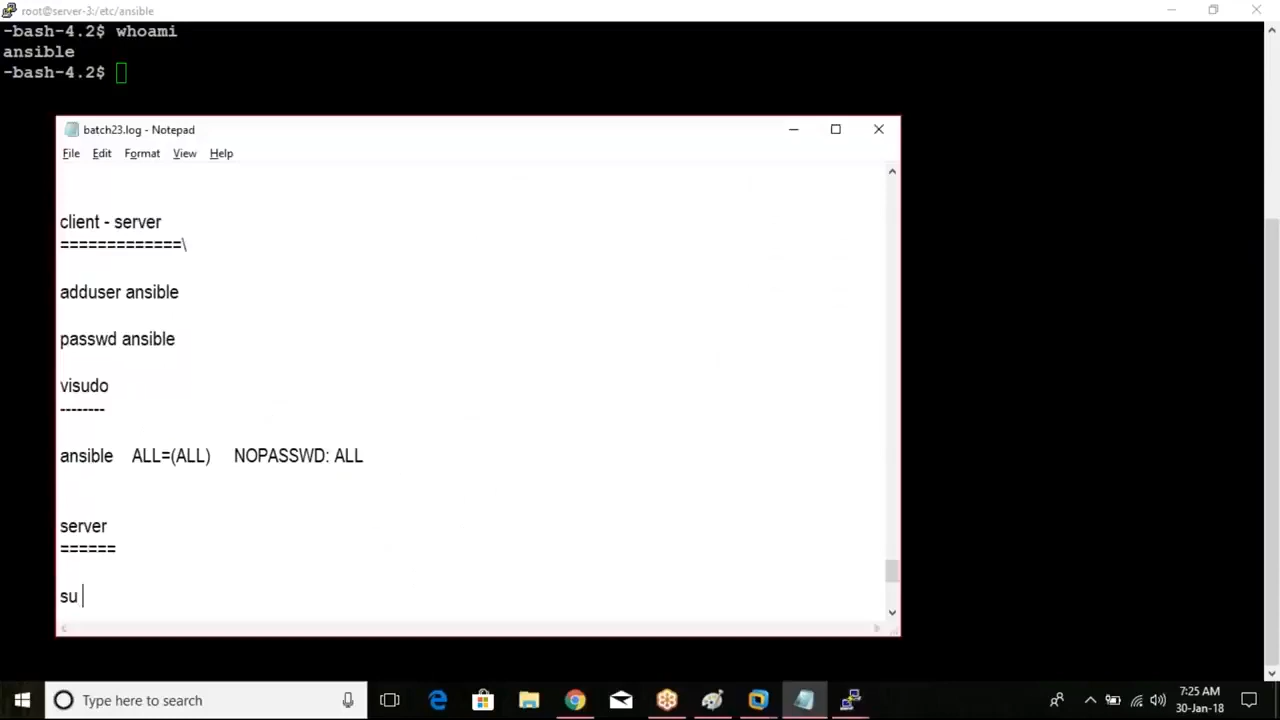 root@server-3:/etc/ansible
-bash-4.2$ whoami
ansible
-bash-4.2$
batch23.log - Notepad
File Edit Format View Help
client - server
=============\
adduser ansible
passwd ansible
visudo
--------
ansible ALL=(ALL) NOPASSWD: ALL
server
======
su
Type here to search
7:25 AM
30-Jan-18